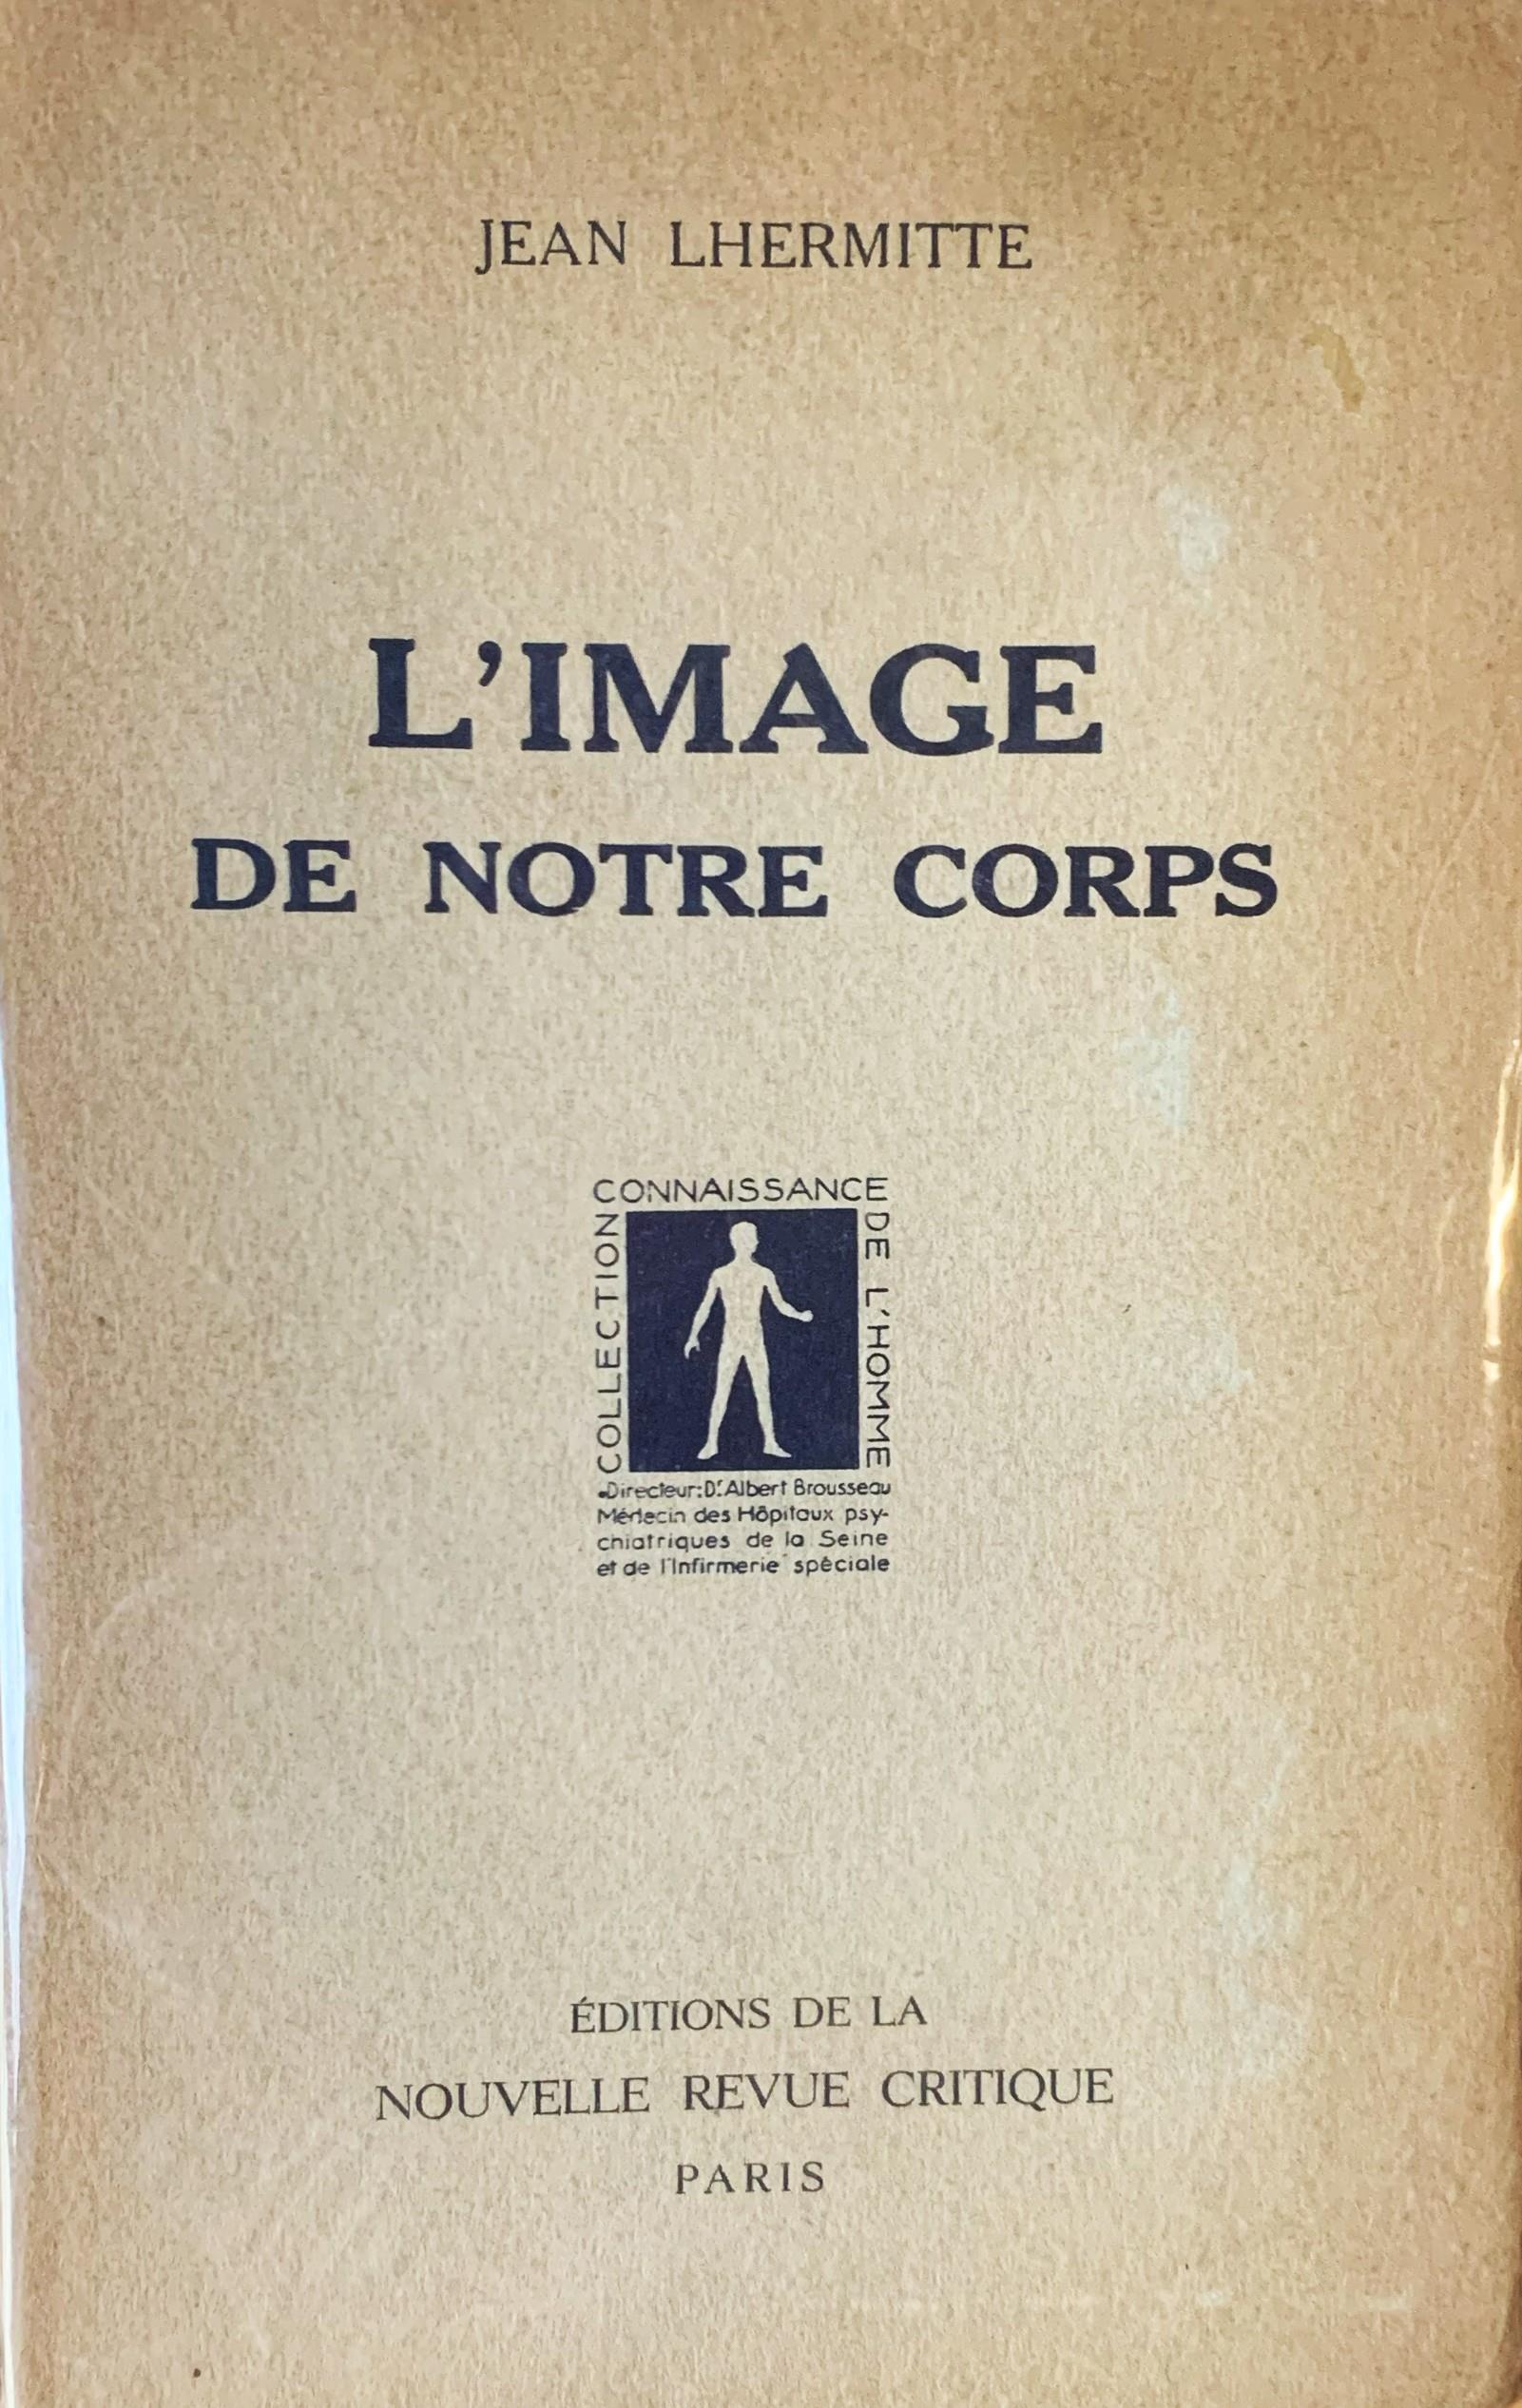 JEAN LHERMITTE
L'IMAGE
DE NOTRE CORPS
COLLECTION
CONNAISSANCE
DE L'HOMME
Directeur: Dr Albert Brousseau
Médecin des Hôpitaux psy-
chiatriques de la Seine
et de l'Infirmerie spéciale
ÉDITIONS DE LA
NOUVELLE REVUE CRITIQUE
PARIS